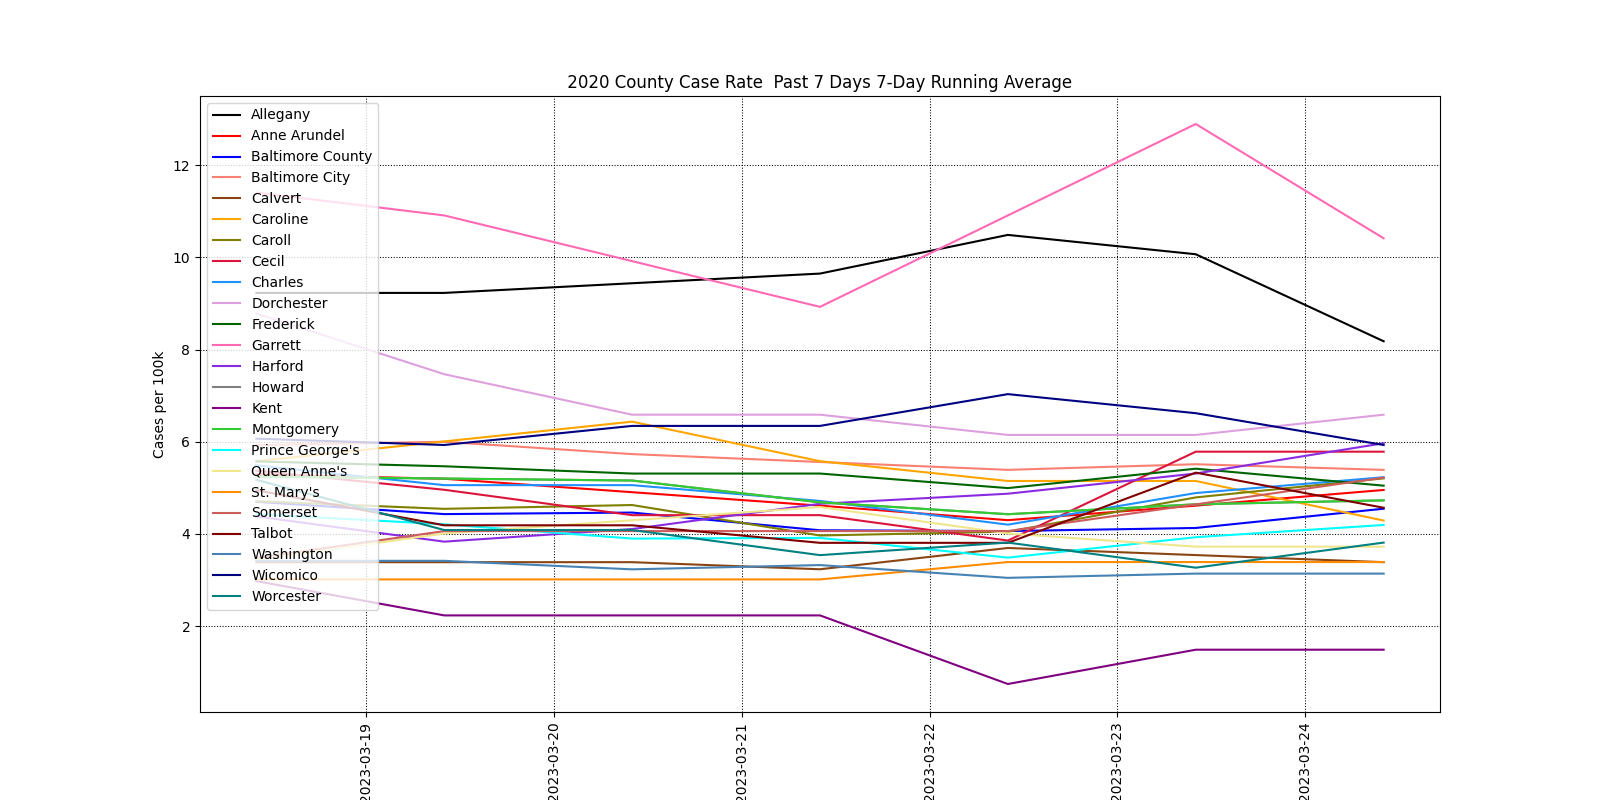 2020 County Case Rate  Past 7 Days 7-Day Running Average
Cases per 100k
12
10
8
6
4
2
Allegany
Anne Arundel
Baltimore County
Baltimore City
Calvert
Caroline
Caroll
Cecil
Charles
Dorchester
Frederick
Garrett
Harford
Howard
Kent
Montgomery
Prince George's
Queen Anne's
St. Mary's
Somerset
Talbot
Washington
Wicomico
Worcester
2023-03-19
2023-03-20
2023-03-21
2023-03-22
2023-03-23
2023-03-24